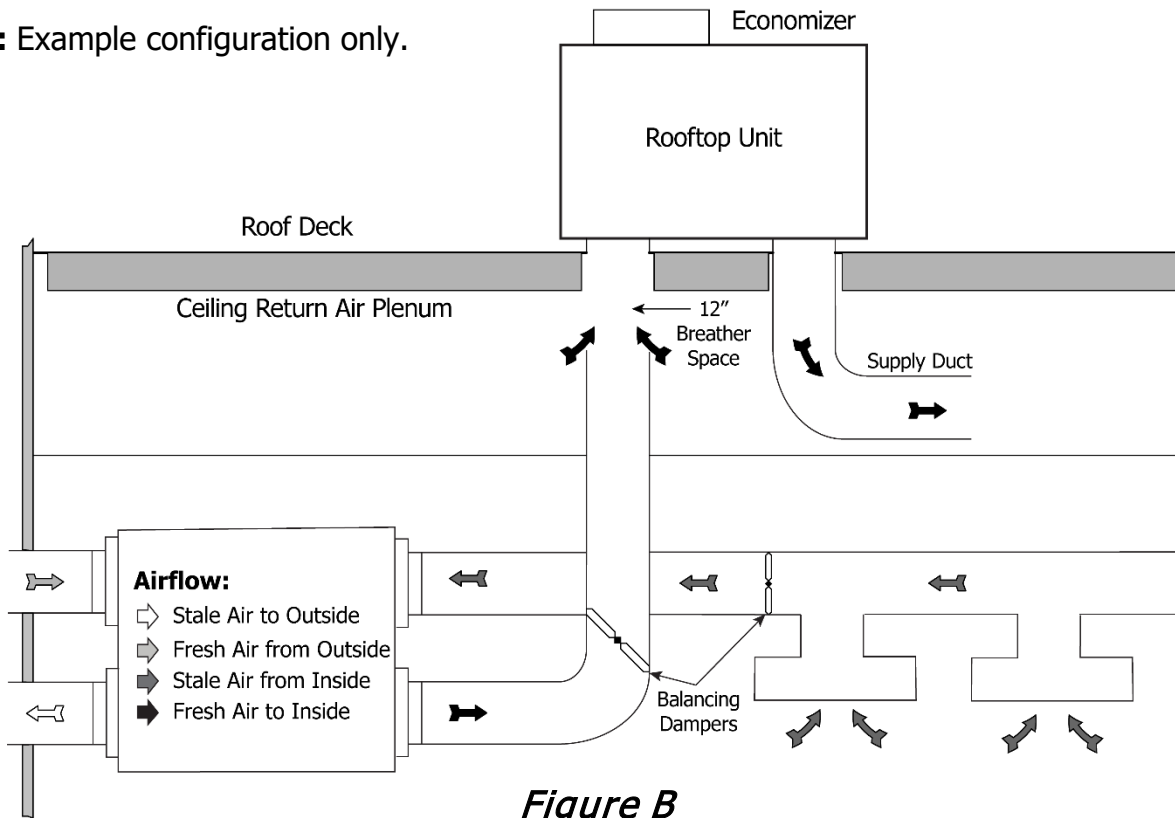 : Example configuration only.
Economizer
Rooftop Unit
Roof Deck
Ceiling Return Air Plenum
12”
Breather
Space
Supply Duct
Airflow:
Stale Air to Outside
Fresh Air from Outside
Stale Air from Inside
Fresh Air to Inside
Balancing
Dampers
Figure B